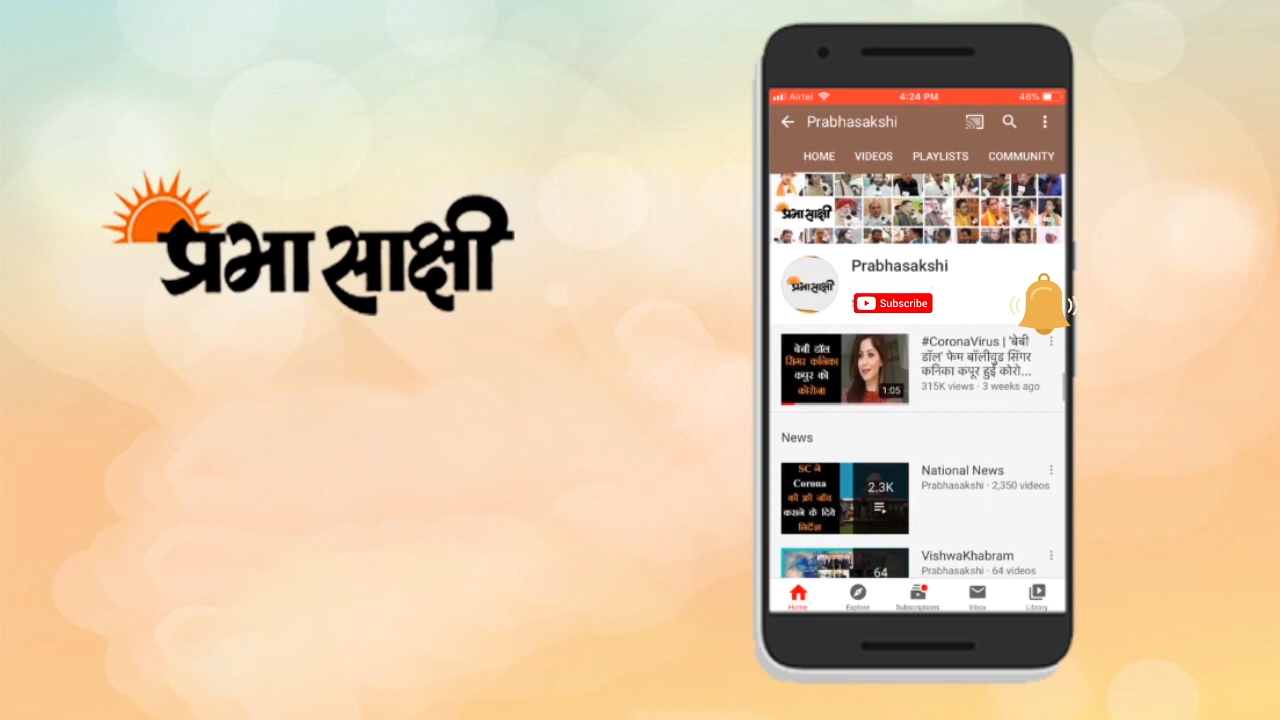 प्रभा साक्षी
Airtel 4:24 PM 46%
Prabhasakshi
HOME VIDEOS PLAYLISTS COMMUNITY
प्रभा साक्षी
प्रभा साक्षी
Prabhasakshi
Subscribe
बेबी डॉल
सिंगर कनिका
कपूर को
कोरोना
1:05
#CoronaVirus | 'बेबी
डॉल' फेम बॉलीवुड सिंगर
कनिका कपूर हुई कोरो...
315K views · 3 weeks ago
News
SC ने
Corona
की फ्री जाँच
कराने के दिये
निर्देश
2.3K
National News
Prabhasakshi · 2,350 videos
64
VishwaKhabram
Prabhasakshi · 64 videos
Home Explore Subscriptions Inbox Library